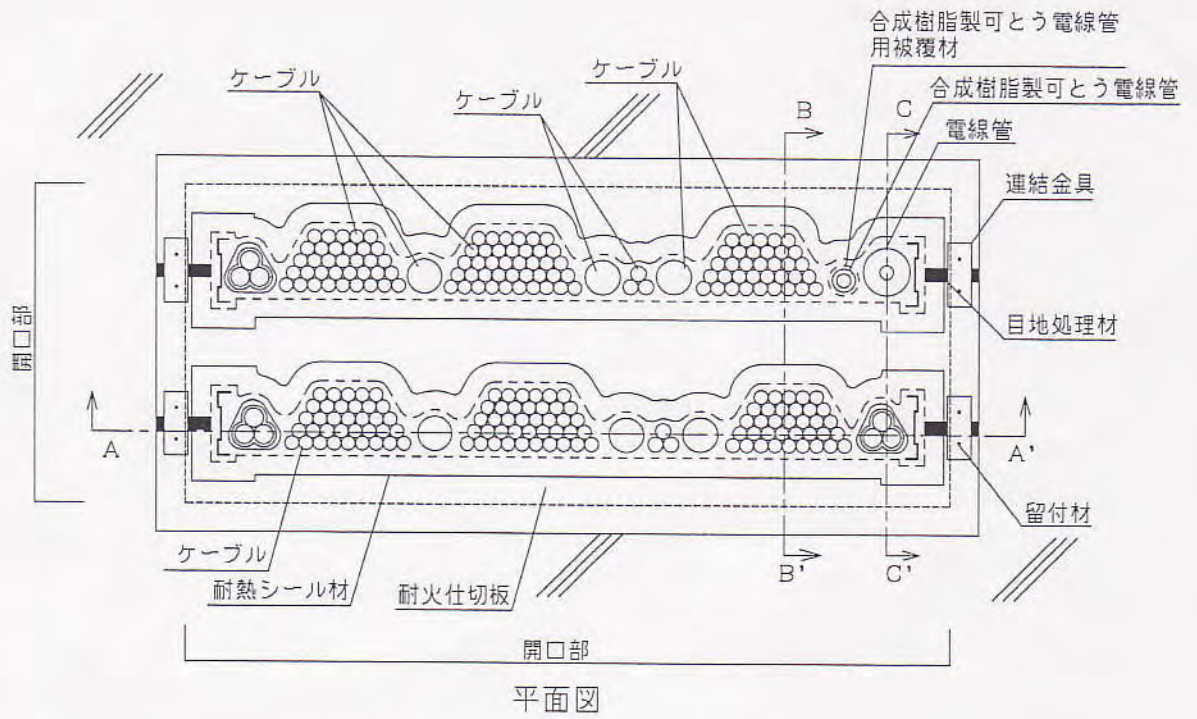 合成樹脂製可とう電線管
用被覆材
ケーブル
ケーブル
ケーブル
合成樹脂製可とう電線管
B
C
電線管
連結金具
開口部
目地処理材
A
A'
留付材
ケーブル
耐熱シール材
耐火仕切板
B'
C'
開口部
平面図